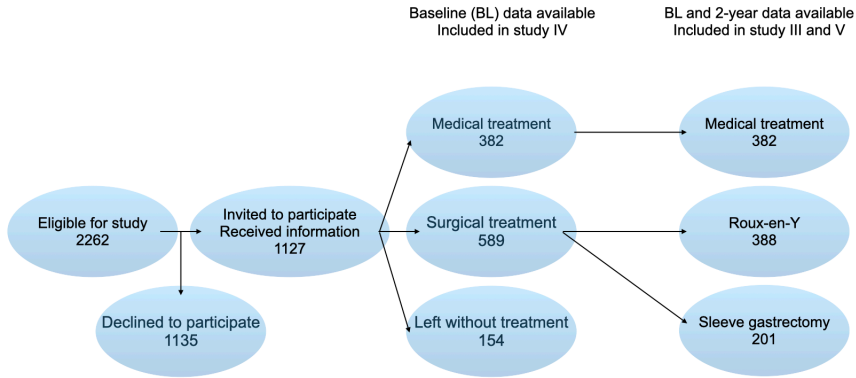 Baseline (BL) data available
Included in study IV
BL and 2-year data available
Included in study III and V
Eligible for study
2262
Declined to participate
1135
Invited to participate
Received information
1127
Medical treatment
382
Surgical treatment
589
Left without treatment
154
Medical treatment
382
Roux-en-Y
388
Sleeve gastrectomy
201